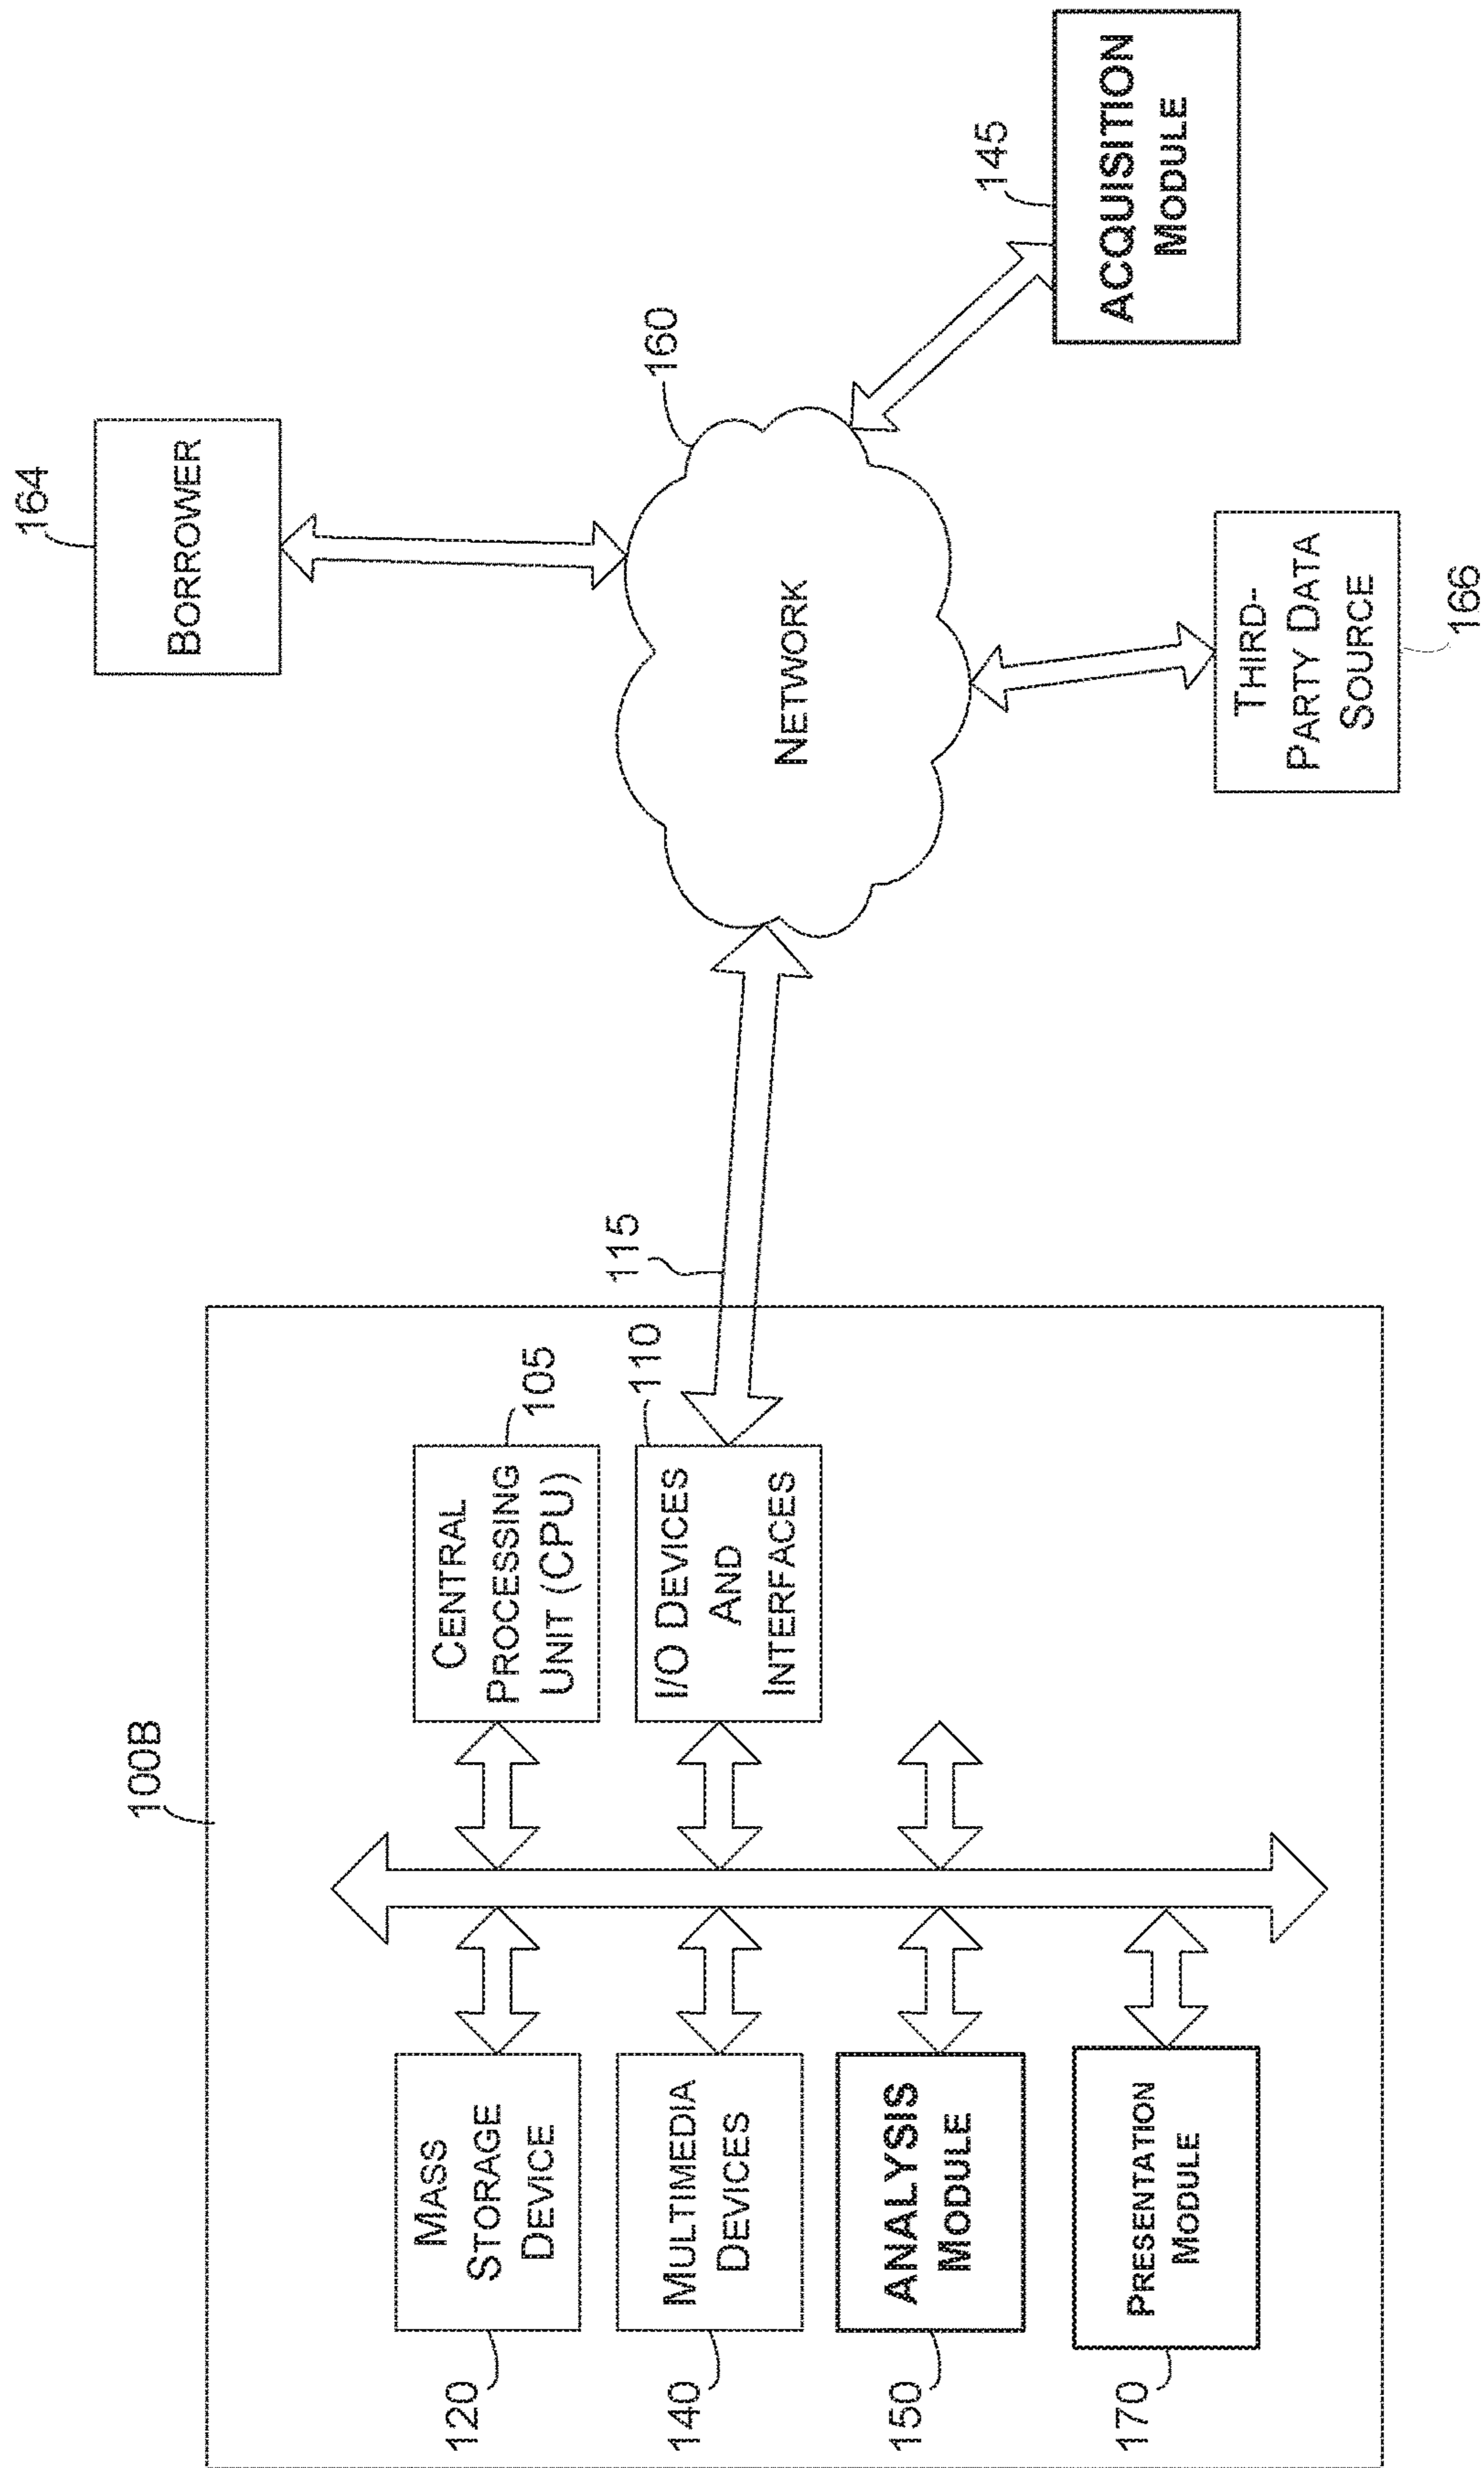 100B
120
MASS
STORAGE
DEVICE
140
MULTIMEDIA
DEVICES
150
ANALYSIS
MODULE
170
PRESENTATION
MODULE
CENTRAL
PROCESSING
UNIT (CPU)
105
110
I/O DEVICES
AND
INTERFACES
115
NETWORK
160
164
BORROWER
THIRD-
PARTY DATA
SOURCE
166
145
ACQUISITION
MODULE